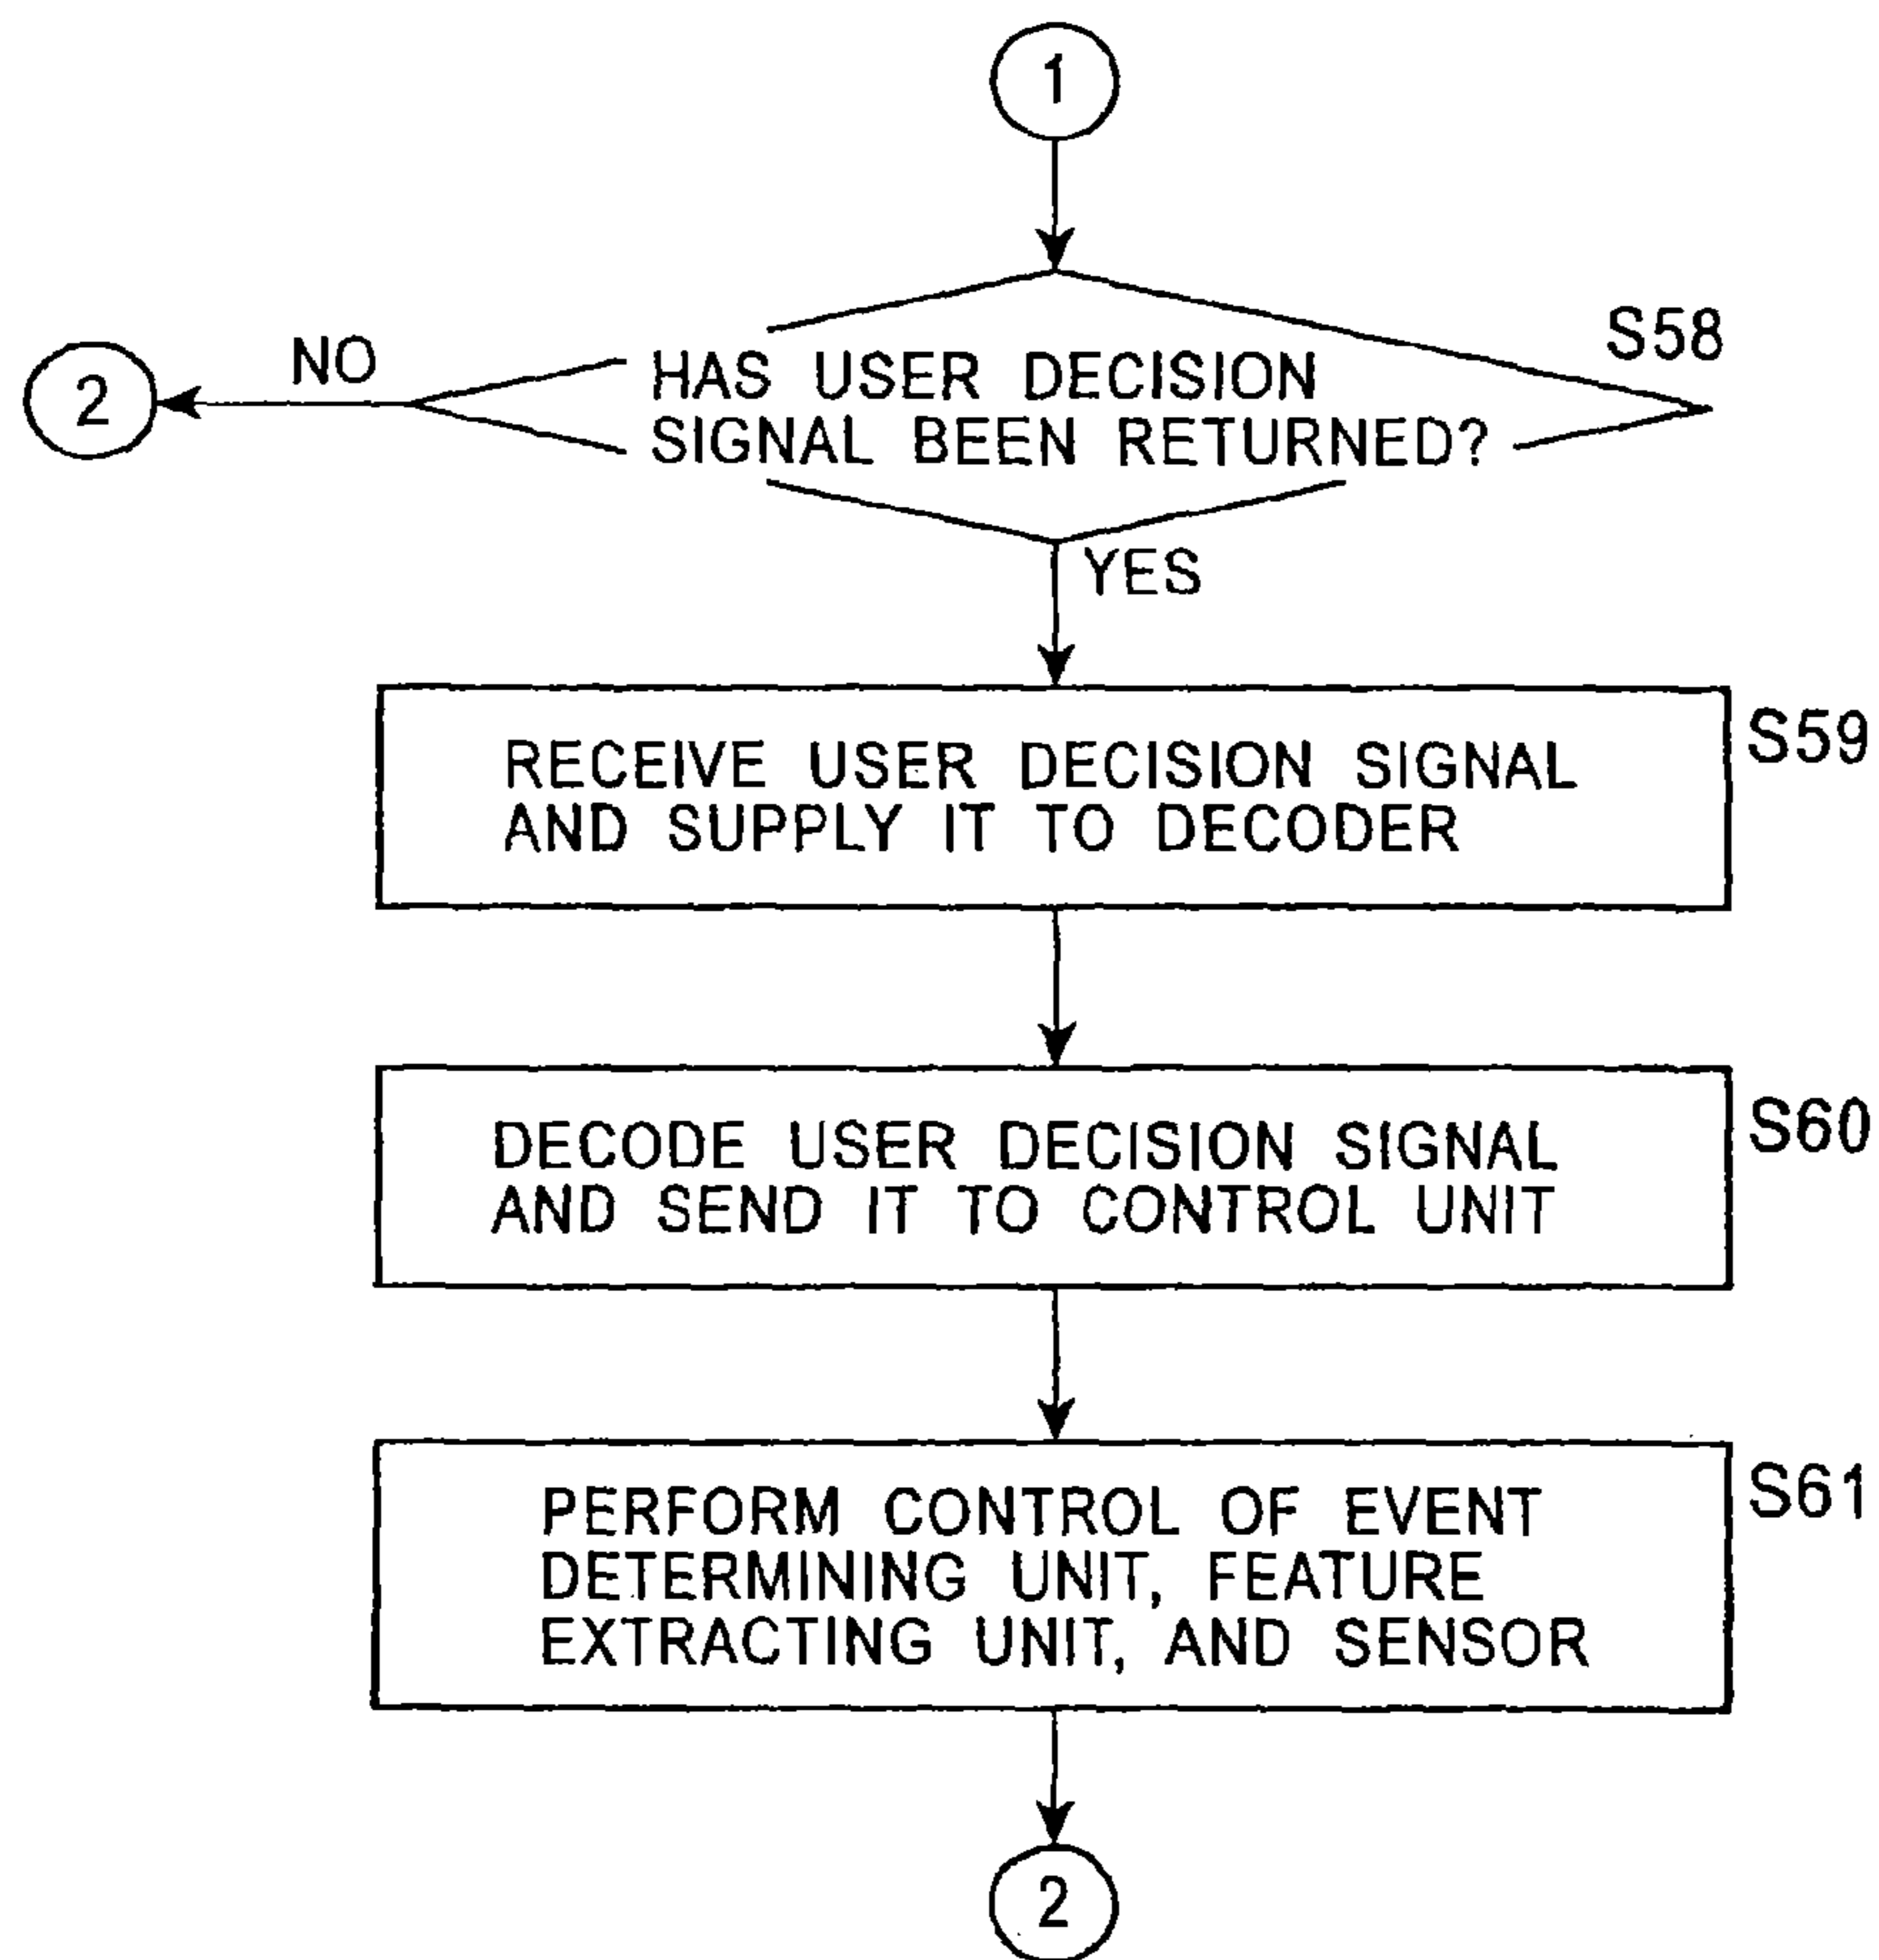 1
S58
HAS USER DECISION
SIGNAL BEEN RETURNED?
NO
2
YES
S59
RECEIVE USER DECISION SIGNAL
AND SUPPLY IT TO DECODER
S60
DECODE USER DECISION SIGNAL
AND SEND IT TO CONTROL UNIT
S61
PERFORM CONTROL OF EVENT
DETERMINING UNIT, FEATURE
EXTRACTING UNIT, AND SENSOR
2